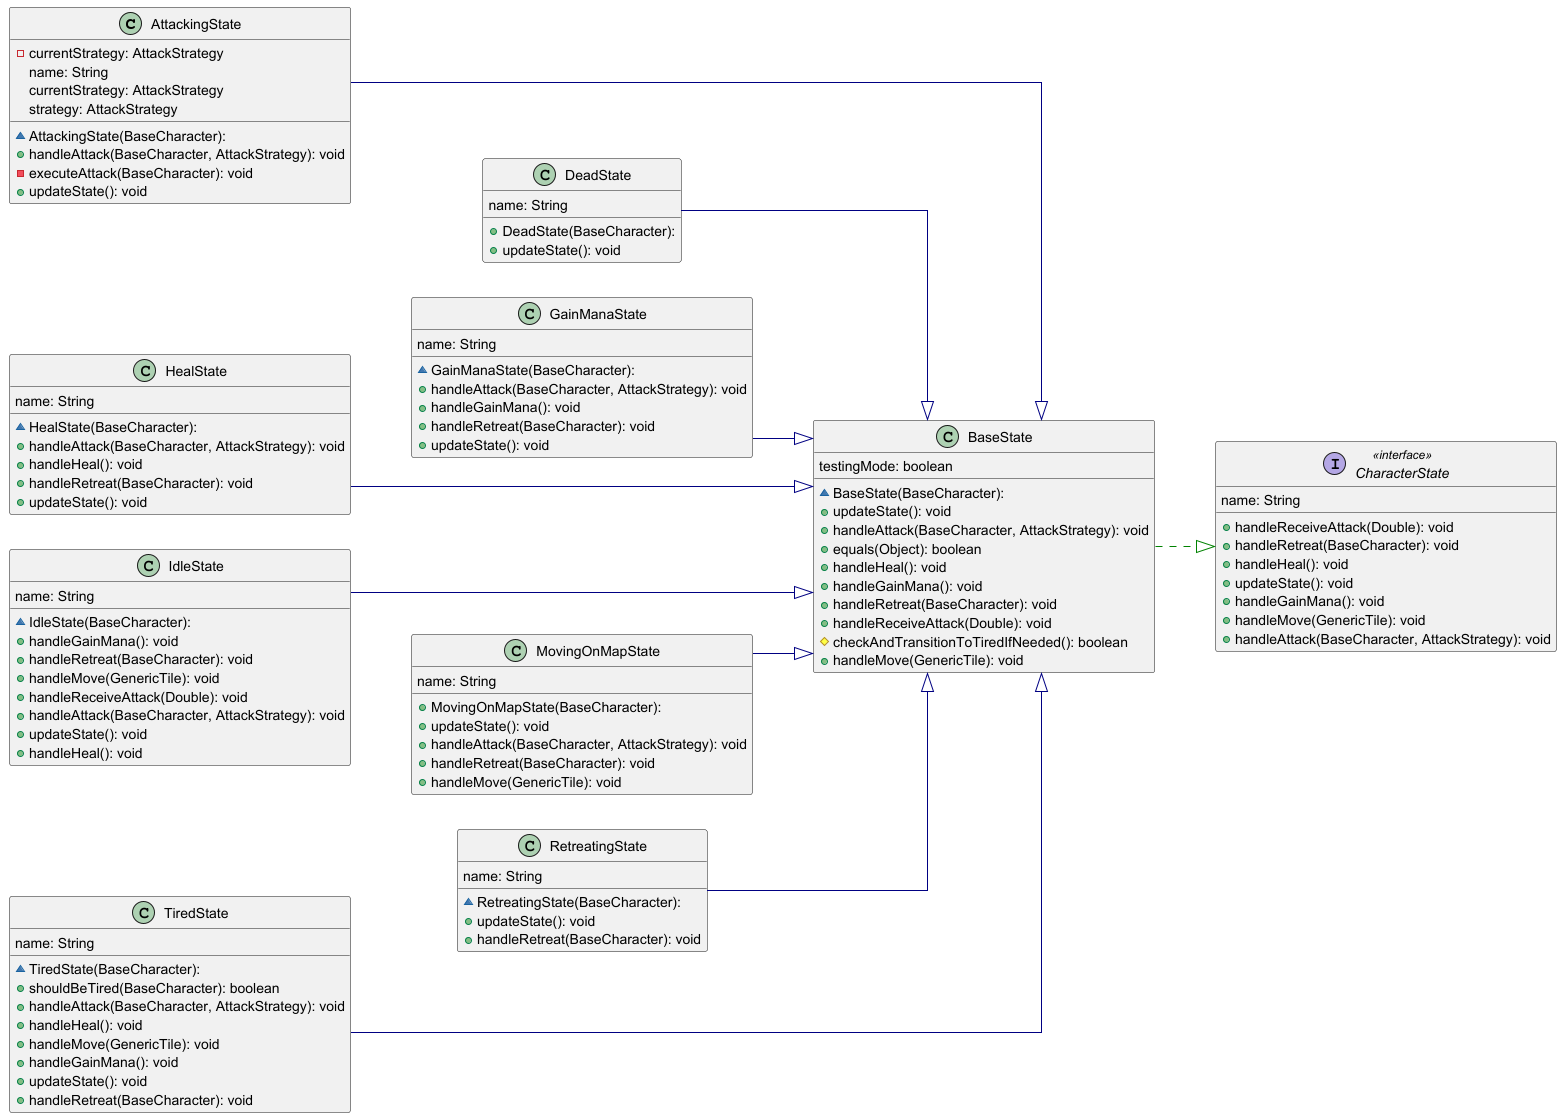 C AttackingState
currentStrategy: AttackStrategy
name: String
currentStrategy: AttackStrategy
strategy: AttackStrategy
AttackingState(BaseCharacter):
handleAttack(BaseCharacter, AttackStrategy): void
executeAttack(BaseCharacter): void
updateState(): void
C DeadState
name: String
DeadState(BaseCharacter):
updateState(): void
C GainManaState
name: String
GainManaState(BaseCharacter):
handleAttack(BaseCharacter, AttackStrategy): void
handleGainMana(): void
handleRetreat(BaseCharacter): void
updateState(): void
C HealState
name: String
HealState(BaseCharacter):
handleAttack(BaseCharacter, AttackStrategy): void
handleHeal(): void
handleRetreat(BaseCharacter): void
updateState(): void
C BaseState
testingMode: boolean
BaseState(BaseCharacter):
updateState(): void
handleAttack(BaseCharacter, AttackStrategy): void
equals(Object): boolean
handleHeal(): void
handleGainMana(): void
handleRetreat(BaseCharacter): void
handleReceiveAttack(Double): void
checkAndTransitionToTiredIfNeeded(): boolean
handleMove(GenericTile): void
«interface»
I CharacterState
name: String
handleReceiveAttack(Double): void
handleRetreat(BaseCharacter): void
handleHeal(): void
updateState(): void
handleGainMana(): void
handleMove(GenericTile): void
handleAttack(BaseCharacter, AttackStrategy): void
C IdleState
name: String
IdleState(BaseCharacter):
handleGainMana(): void
handleRetreat(BaseCharacter): void
handleMove(GenericTile): void
handleReceiveAttack(Double): void
handleAttack(BaseCharacter, AttackStrategy): void
updateState(): void
handleHeal(): void
C MovingOnMapState
name: String
MovingOnMapState(BaseCharacter):
updateState(): void
handleAttack(BaseCharacter, AttackStrategy): void
handleRetreat(BaseCharacter): void
handleMove(GenericTile): void
C RetreatingState
name: String
RetreatingState(BaseCharacter):
updateState(): void
handleRetreat(BaseCharacter): void
C TiredState
name: String
TiredState(BaseCharacter):
shouldBeTired(BaseCharacter): boolean
handleAttack(BaseCharacter, AttackStrategy): void
handleHeal(): void
handleMove(GenericTile): void
handleGainMana(): void
updateState(): void
handleRetreat(BaseCharacter): void